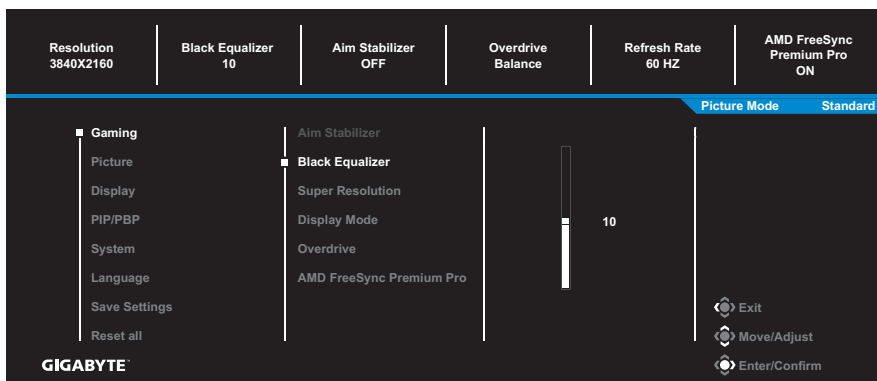 Resolution
3840X2160
Black Equalizer
10
Aim Stabilizer
OFF
Overdrive
Balance
Refresh Rate
60 HZ
AMD FreeSync
Premium Pro
ON
Picture Mode Standard
Gaming
Picture
Display
PIP/PBP
System
Language
Save Settings
Reset all
Aim Stabilizer
Black Equalizer
Super Resolution
Display Mode
Overdrive
AMD FreeSync Premium Pro
10
Exit
Move/Adjust
Enter/Confirm
GIGABYTE™